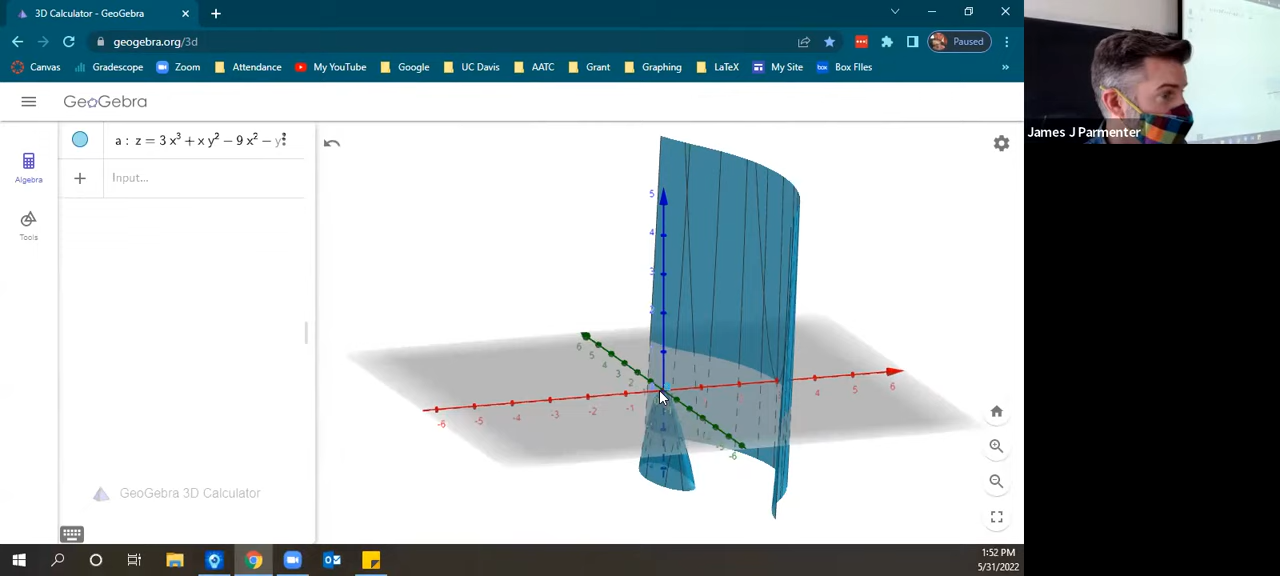 3D Calculator - GeoGebra
geogebra.org/3d
Paused
Canvas
Gradescope
Zoom
Attendance
My YouTube
Google
UC Davis
AATC
Grant
Graphing
LaTeX
My Site
Box FIles
»
GeoGebra
a : z = 3 x³ + x y² − 9 x² − y
Input...
Algebra
Tools
5
4
3
2
6
5
4
3
2
-6
-5
-4
-3
-2
-1
1
4
5
6
-6
GeoGebra 3D Calculator
James J Parmenter
1:52 PM
5/31/2022